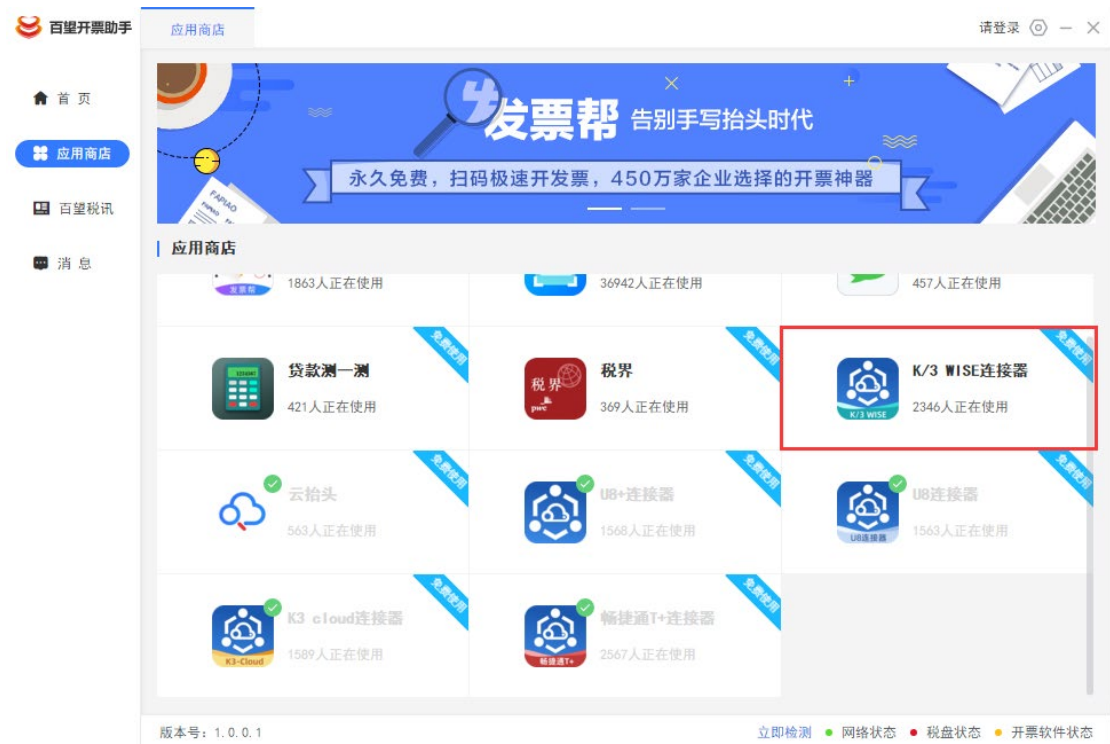 百望开票助手
应用商店
请登录
首 页
应用商店
百望税讯
消 息
发票帮 告别手写抬头时代
永久免费，扫码极速开发票，450万家企业选择的开票神器
FAPIAO
应用商店
发票帮
1863人正在使用
36942人正在使用
457人正在使用
免费使用
贷款测一测
421人正在使用
免费使用
税界
pwc
税界
369人正在使用
免费使用
K/3 WISE
K/3 WISE连接器
2346人正在使用
免费使用
云抬头
563人正在使用
免费使用
U8+连接器
1568人正在使用
免费使用
U8连接器
U8连接器
1563人正在使用
免费使用
K3-Cloud
K3 cloud连接器
1589人正在使用
免费使用
畅捷通T+
畅捷通T+连接器
2567人正在使用
版本号：1.0.0.1
立即检测 网络状态 税盘状态 开票软件状态